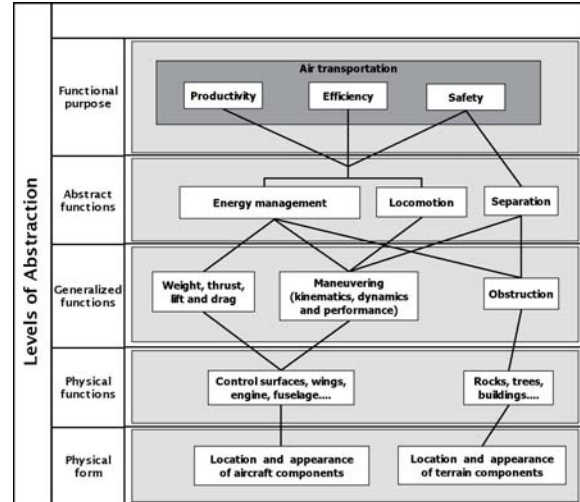 Levels of Abstraction
Functional
purpose
Air transportation
Productivity
Efficiency
Safety
Abstract
functions
Energy management
Locomotion
Separation
Generalized
functions
Weight, thrust,
lift and drag
Maneuvering
(kinematics, dynamics
and performance)
Obstruction
Physical
functions
Control surfaces, wings,
engine, fuselage....
Rocks, trees,
buildings....
Physical
form
Location and appearance
of aircraft components
Location and appearance
of terrain components